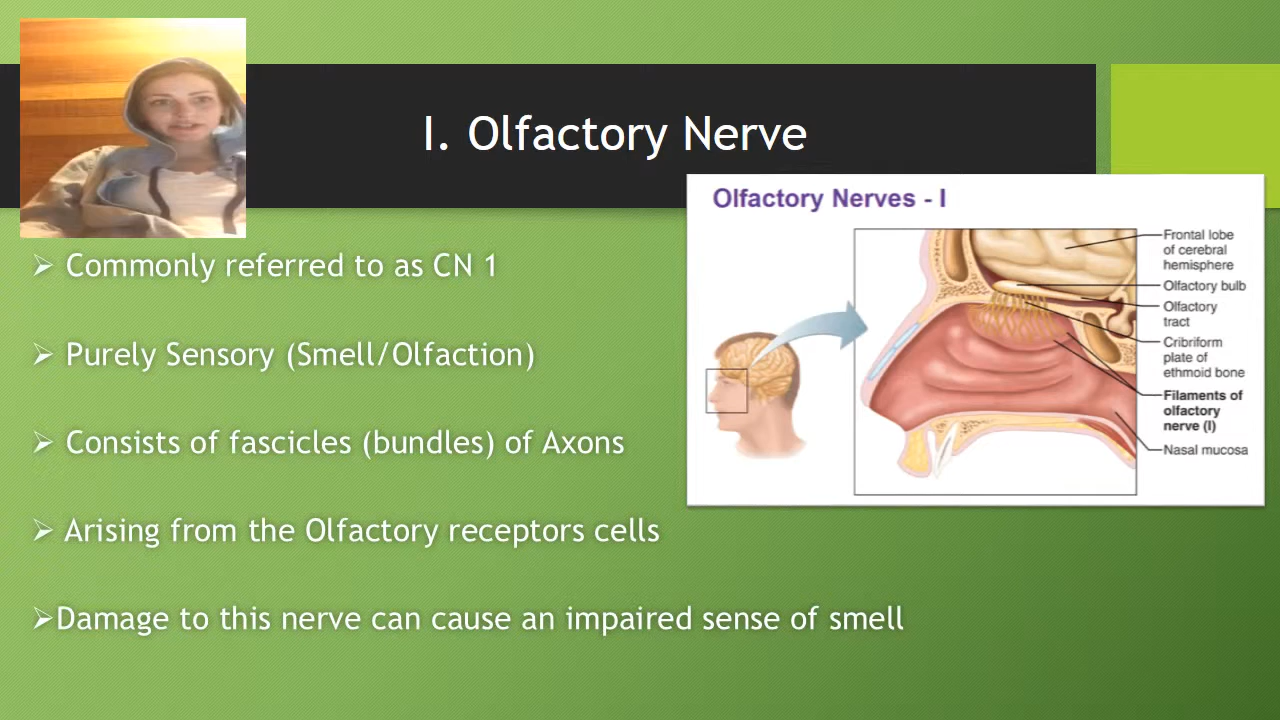 I. Olfactory Nerve
➢ Commonly referred to as CN 1
➢ Purely Sensory (Smell/Olfaction)
➢ Consists of fascicles (bundles) of Axons
➢ Arising from the Olfactory receptors cells
➢Damage to this nerve can cause an impaired sense of smell
Olfactory Nerves - I
Frontal lobe
of cerebral
hemisphere
Olfactory bulb
Olfactory
tract
Cribriform
plate of
ethmoid bone
Filaments of
olfactory
nerve (I)
Nasal mucosa